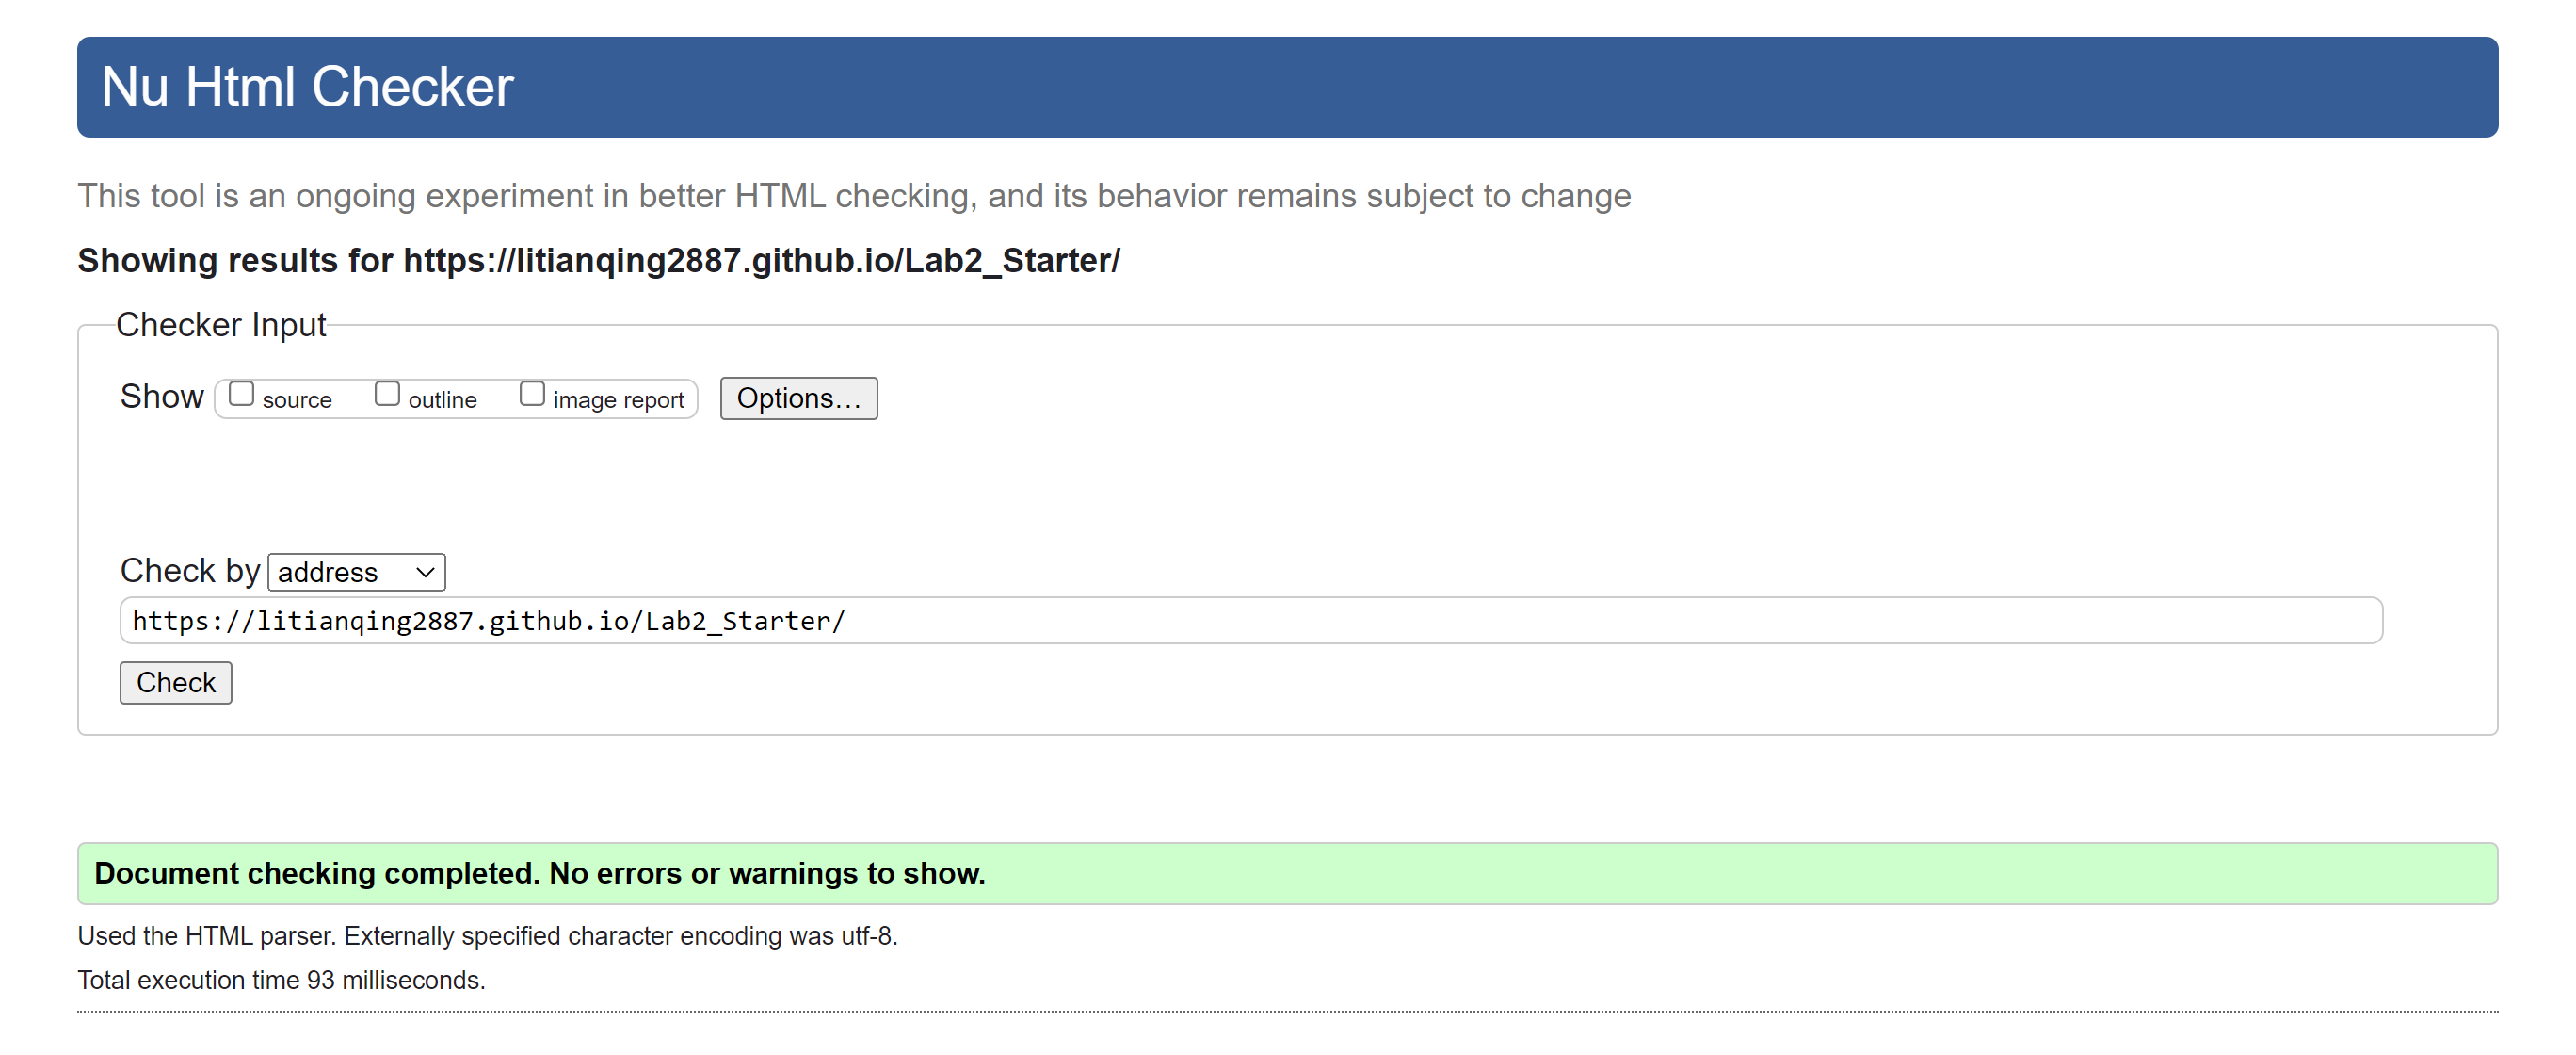 Nu Html Checker
This tool is an ongoing experiment in better HTML checking, and its behavior remains subject to change
Showing results for https://litianqing2887.github.io/Lab2_Starter/
Checker Input
Show source outline image report Options...
Check by address
https://litianqing2887.github.io/Lab2_Starter/
Check
Document checking completed. No errors or warnings to show.
Used the HTML parser. Externally specified character encoding was utf-8.
Total execution time 93 milliseconds.